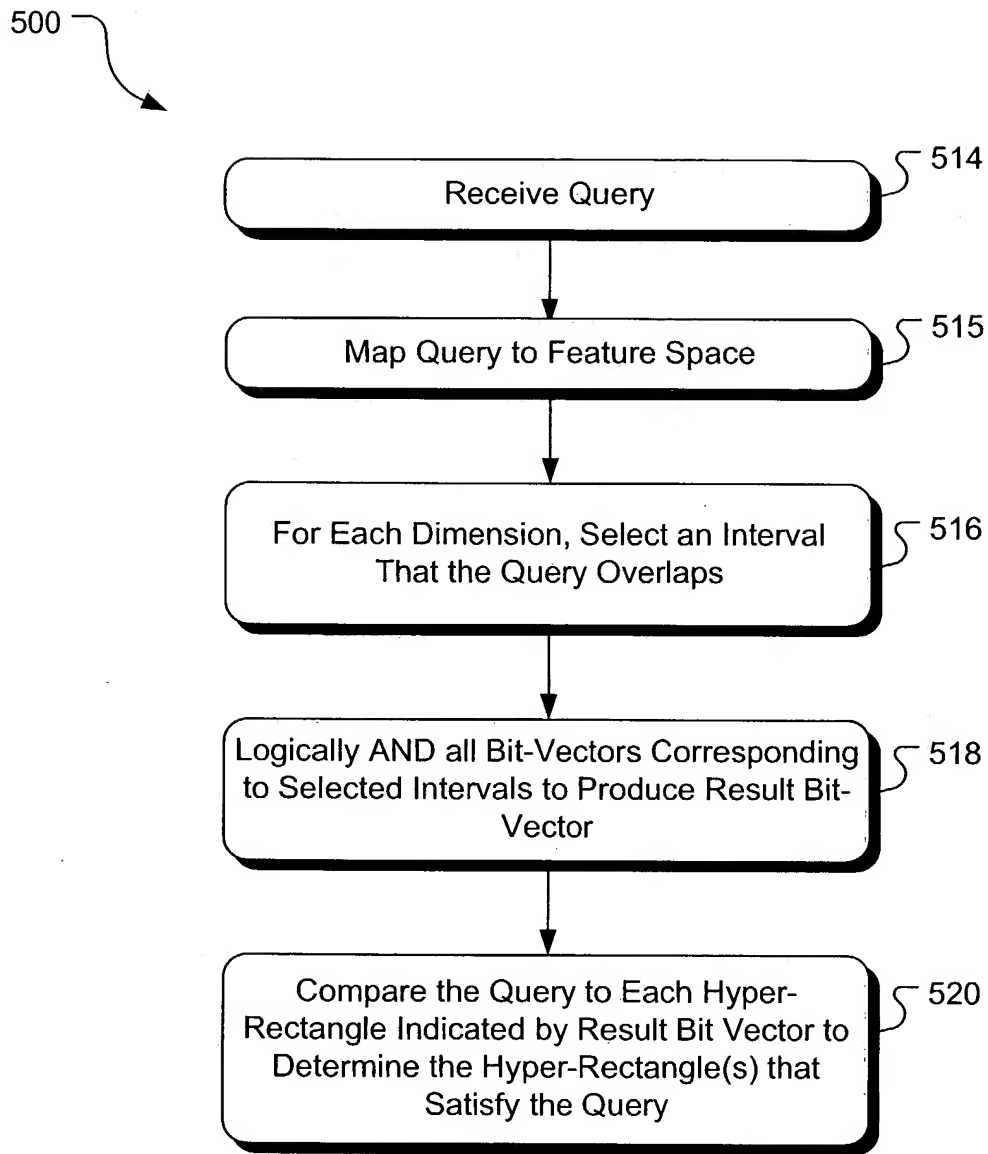 500
514
Receive Query
515
Map Query to Feature Space
516
For Each Dimension, Select an Interval
That the Query Overlaps
518
Logically AND all Bit-Vectors Corresponding
to Selected Intervals to Produce Result Bit-
Vector
520
Compare the Query to Each Hyper-
Rectangle Indicated by Result Bit Vector to
Determine the Hyper-Rectangle(s) that
Satisfy the Query